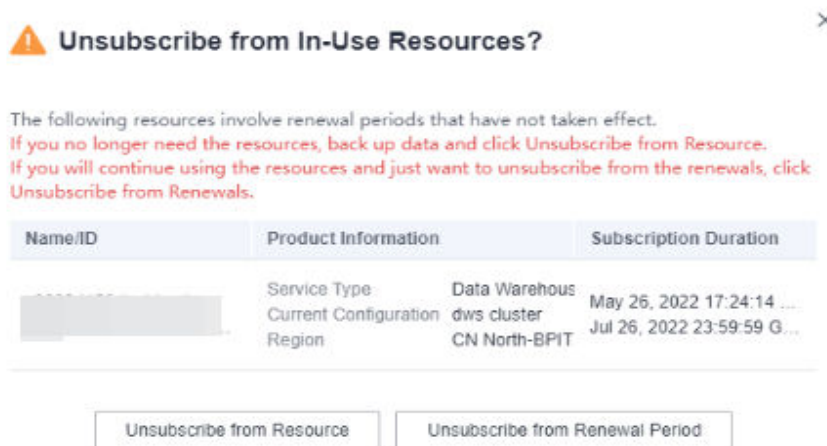 Unsubscribe from In-Use Resources?
The following resources involve renewal periods that have not taken effect.
If you no longer need the resources, back up data and click Unsubscribe from Resource.
If you will continue using the resources and just want to unsubscribe from the renewals, click
Unsubscribe from Renewals.
Name/ID Product Information Subscription Duration
Service Type Data Warehous
Current Configuration dws cluster
Region CN North-BPIT
May 26, 2022 17:24:14 ...
Jul 26, 2022 23:59:59 G...
Unsubscribe from Resource Unsubscribe from Renewal Period